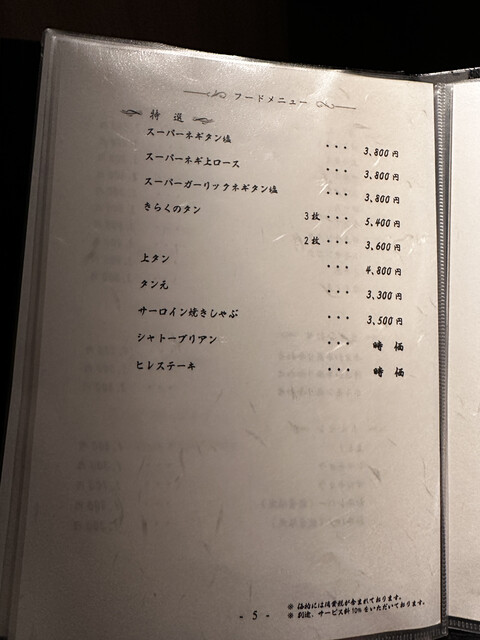 フードメニュー
特 選
スーパーネギタン塩 ・・・ 3,800円
スーパーネギ上ロース ・・・ 3,800円
スーパーガーリックネギタン塩 ・・・ 3,800円
きらくのタン 3枚 ・・・ 5,400円
2枚 ・・・ 3,600円
上タン ・・・ 4,800円
タン元 ・・・ 3,300円
サーロイン焼きしゃぶ ・・・ 3,500円
シャトーブリアン ・・・ 時 価
ヒレステーキ ・・・ 時 価
※ 価格には消費税が含まれております。
※ 別途、サービス料10%をいただいております。
- 5 -